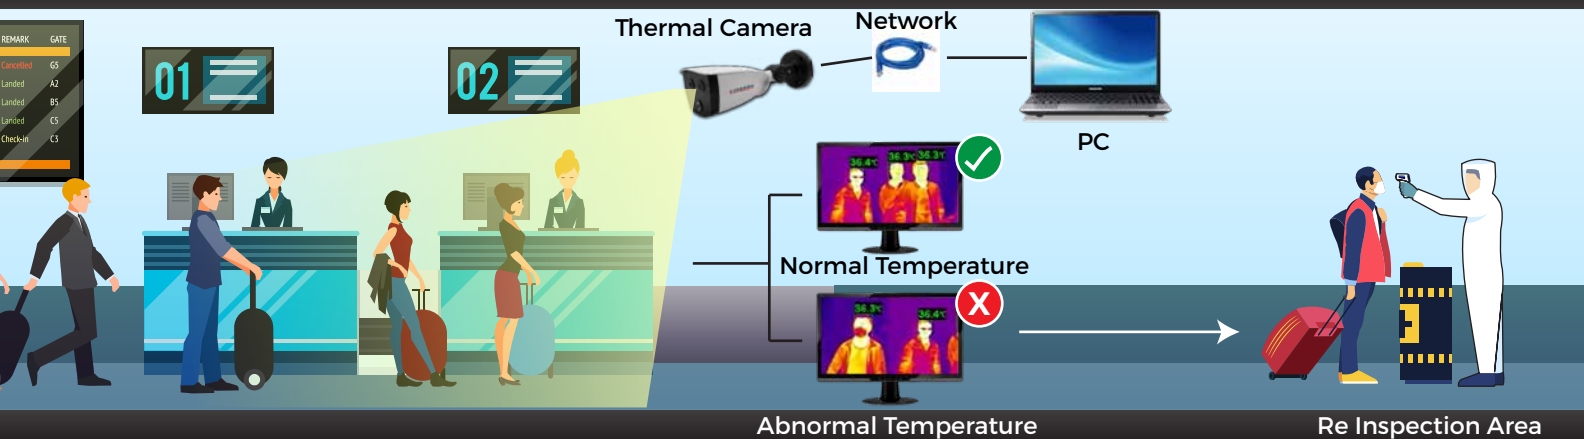 REMARK GATE
Cancelled G5
Landed A2
Landed B5
Landed C5
Check-in C3
01
02
Thermal Camera
Network
PC
36.4°C 36.3°C 36.3°C
Normal Temperature
36.3°C 36.4°C
X
Abnormal Temperature
Re Inspection Area